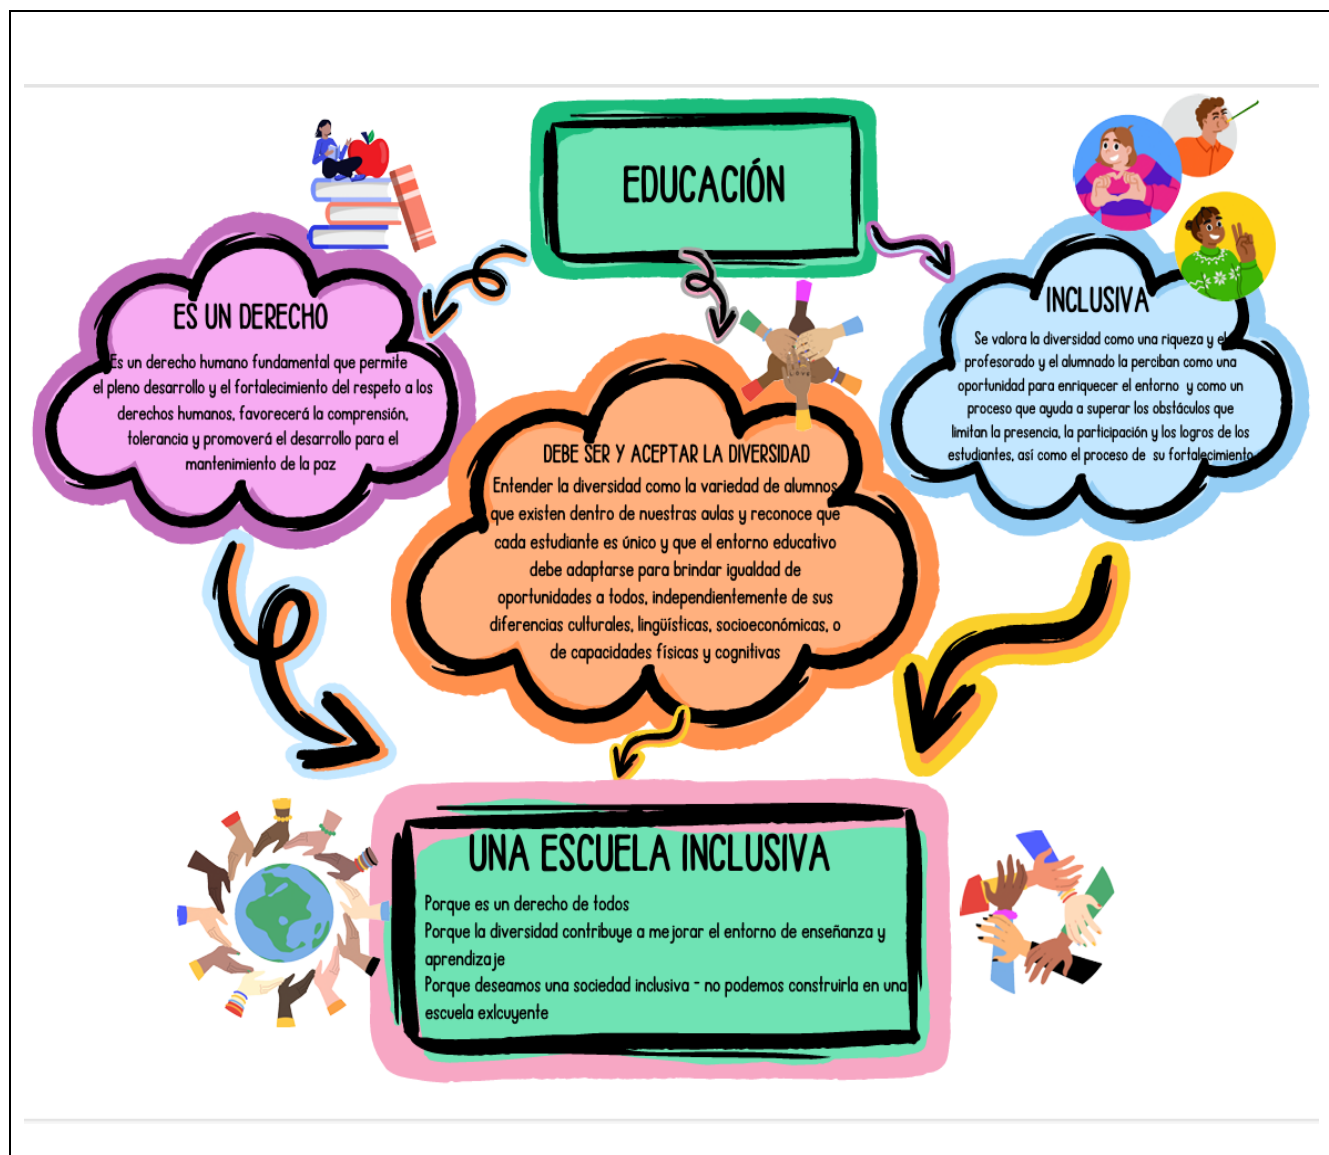 EDUCACIÓN
ES UN DERECHO
Es un derecho humano fundamental que permite
el pleno desarrollo y el fortalecimiento del respeto a los
derechos humanos, favorecerá la comprensión,
tolerancia y promoverá el desarrollo para el
mantenimiento de la paz
DEBE SER Y ACEPTAR LA DIVERSIDAD
Entender la diversidad como la variedad de alumnos
que existen dentro de nuestras aulas y reconoce que
cada estudiante es único y que el entorno educativo
debe adaptarse para brindar igualdad de
oportunidades a todos, independientemente de sus
diferencias culturales, lingüísticas, socioeconómicas, o
de capacidades físicas y cognitivas
INCLUSIVA
Se valora la diversidad como una riqueza y el
profesorado y el alumnado la perciban como una
oportunidad para enriquecer el entorno y como un
proceso que ayuda a superar los obstáculos que
limitan la presencia, la participación y los logros de los
estudiantes, así como el proceso de su fortalecimiento
UNA ESCUELA INCLUSIVA
Porque es un derecho de todos
Porque la diversidad contribuye a mejorar el entorno de enseñanza y
aprendizaje
Porque deseamos una sociedad inclusiva - no podemos construirla en una
escuela exlcuyente